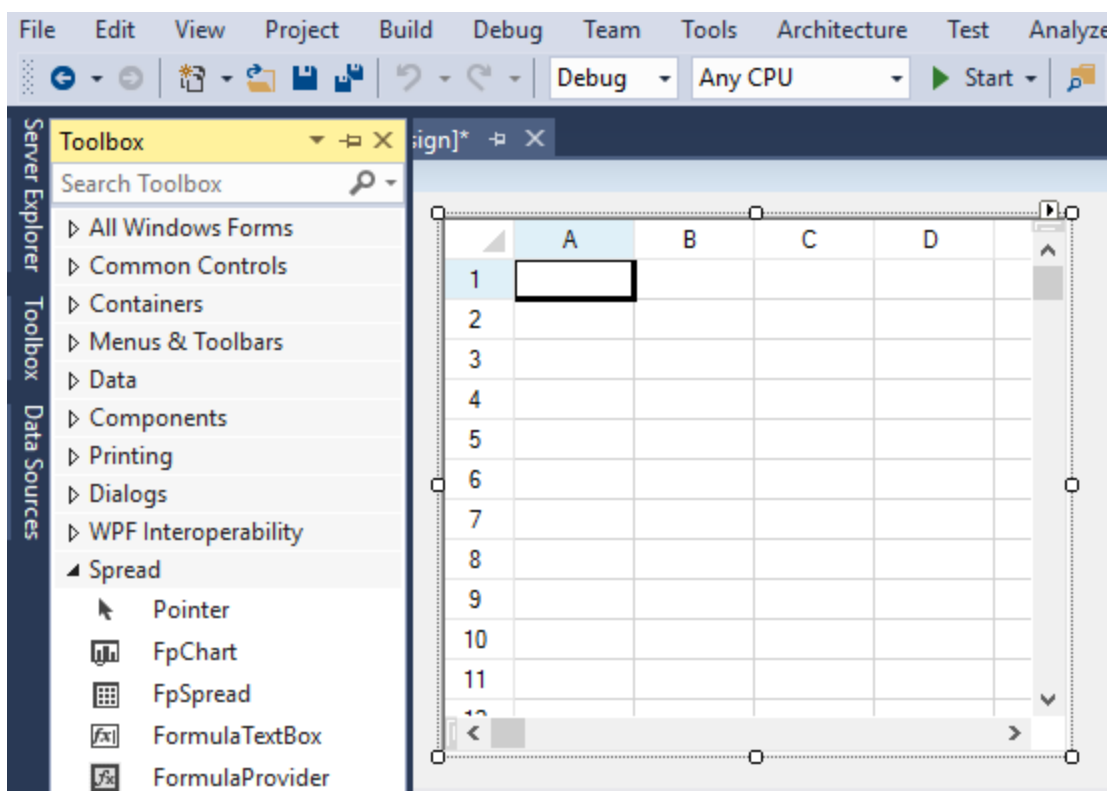 File Edit View Project Build Debug Team Tools Architecture Test Analyze
Debug Any CPU Start
Server Explorer
Toolbox
Data Sources
Toolbox
Search Toolbox
All Windows Forms
Common Controls
Containers
Menus & Toolbars
Data
Components
Printing
Dialogs
WPF Interoperability
Spread
Pointer
FpChart
FpSpread
FormulaTextBox
FormulaProvider
sign]*
A B C D
1
2
3
4
5
6
7
8
9
10
11